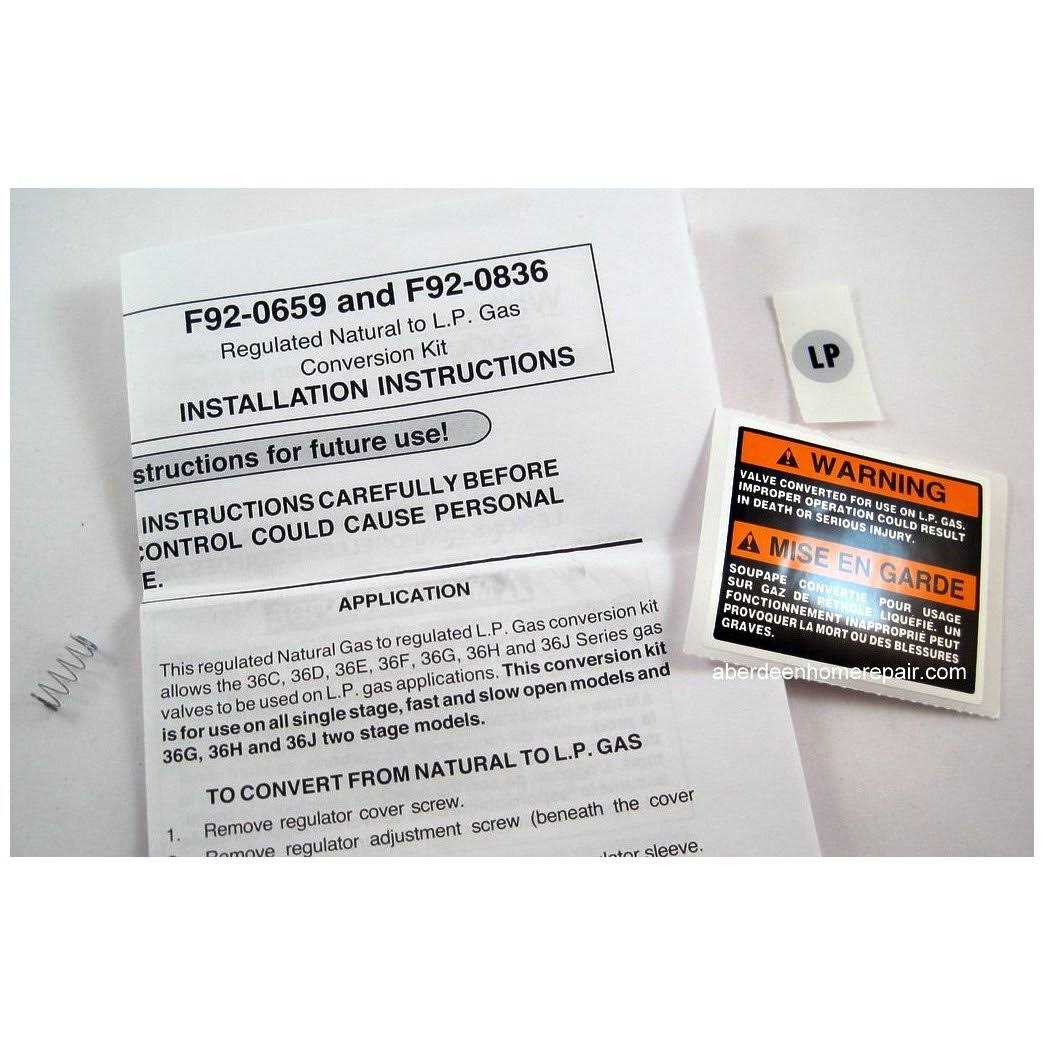 F92-0659 and F92-0836
Regulated Natural to L.P. Gas
Conversion Kit
INSTALLATION INSTRUCTIONS
structions for future use!
INSTRUCTIONS CAREFULLY BEFORE
CONTROL COULD CAUSE PERSONAL
E.
APPLICATION
This regulated Natural Gas to regulated L.P. Gas conversion kit
allows the 36C, 36D, 36E, 36F, 36G, 36H and 36J Series gas
valves to be used on L.P. gas applications. This conversion kit
is for use on all single stage, fast and slow open models and
36G, 36H and 36J two stage models.
TO CONVERT FROM NATURAL TO L.P. GAS
1. Remove regulator cover screw.
Remove regulator adjustment screw (beneath the cover
sleeve.
LP
WARNING
VALVE CONVERTED FOR USE ON L.P. GAS.
IMPROPER OPERATION COULD RESULT
IN DEATH OR SERIOUS INJURY.
MISE EN GARDE
SOUPAPE CONVERTIE POUR USAGE
SUR GAZ DE PÉTROLE LIQUÉFIE. UN
FONCTIONNEMENT INAPPROPRIÉ PEUT
PROVOQUER LA MORT OU DES BLESSURES
GRAVES.
aberdeenhomerepair.com